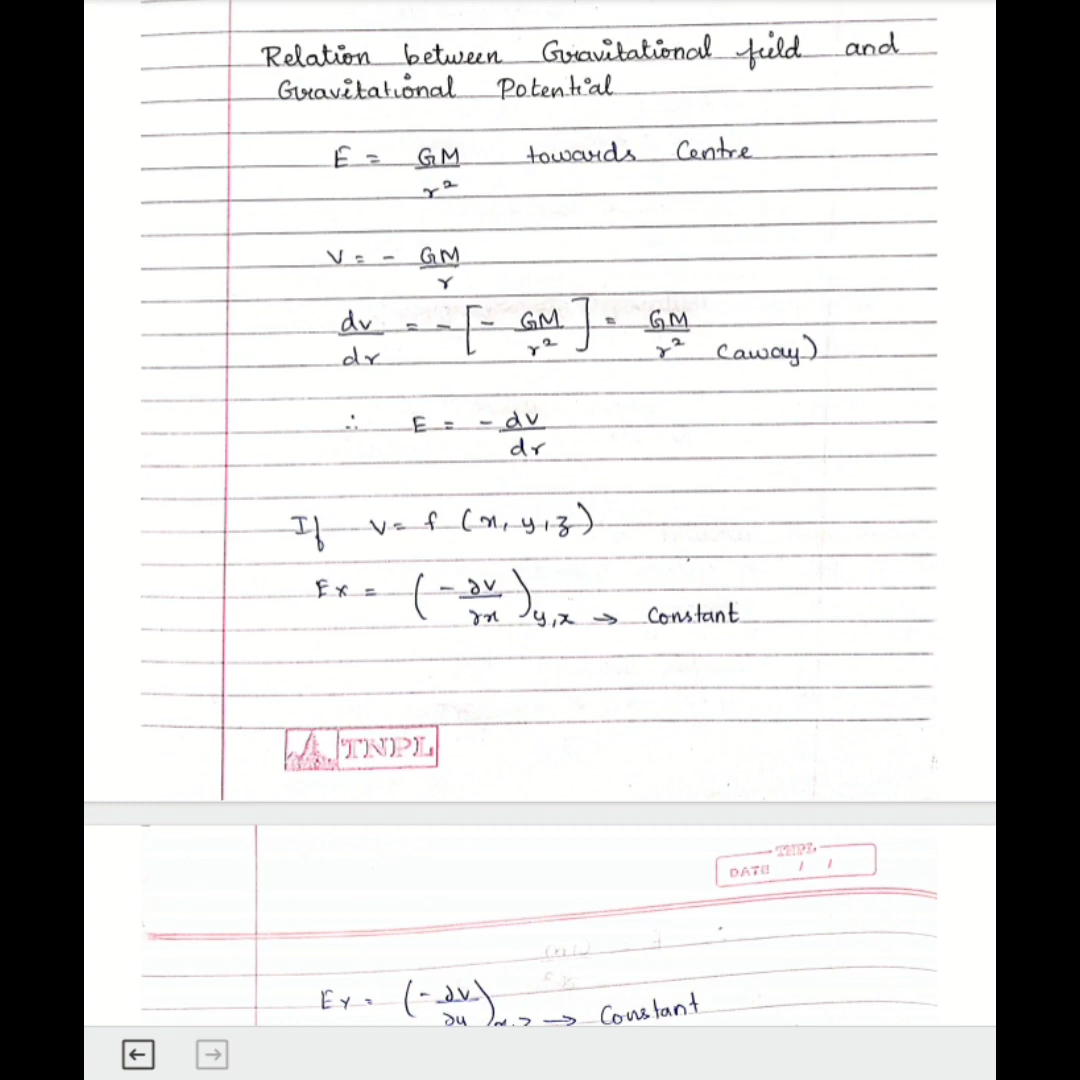 Relation between Gravitational field and
Gravitational Potential
E = GM/r² towards Centre
V = - GM/r
dv/dr = - [- GM/r²] = GM/r² (away)
∴ E = - dv/dr
If V = f (x, y, z)
Ex = (- ∂v/∂x)y,x → Constant
TNPL
TNPL
DATE / /
Ey = (- ∂v/∂y) → Constant